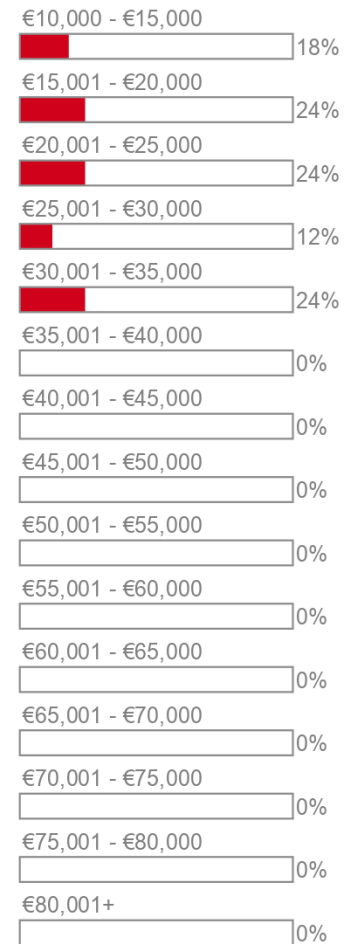 €10,000 - €15,000
18%
€15,001 - €20,000
24%
€20,001 - €25,000
24%
€25,001 - €30,000
12%
€30,001 - €35,000
24%
€35,001 - €40,000
0%
€40,001 - €45,000
0%
€45,001 - €50,000
0%
€50,001 - €55,000
0%
€55,001 - €60,000
0%
€60,001 - €65,000
0%
€65,001 - €70,000
0%
€70,001 - €75,000
0%
€75,001 - €80,000
0%
€80,001+
0%